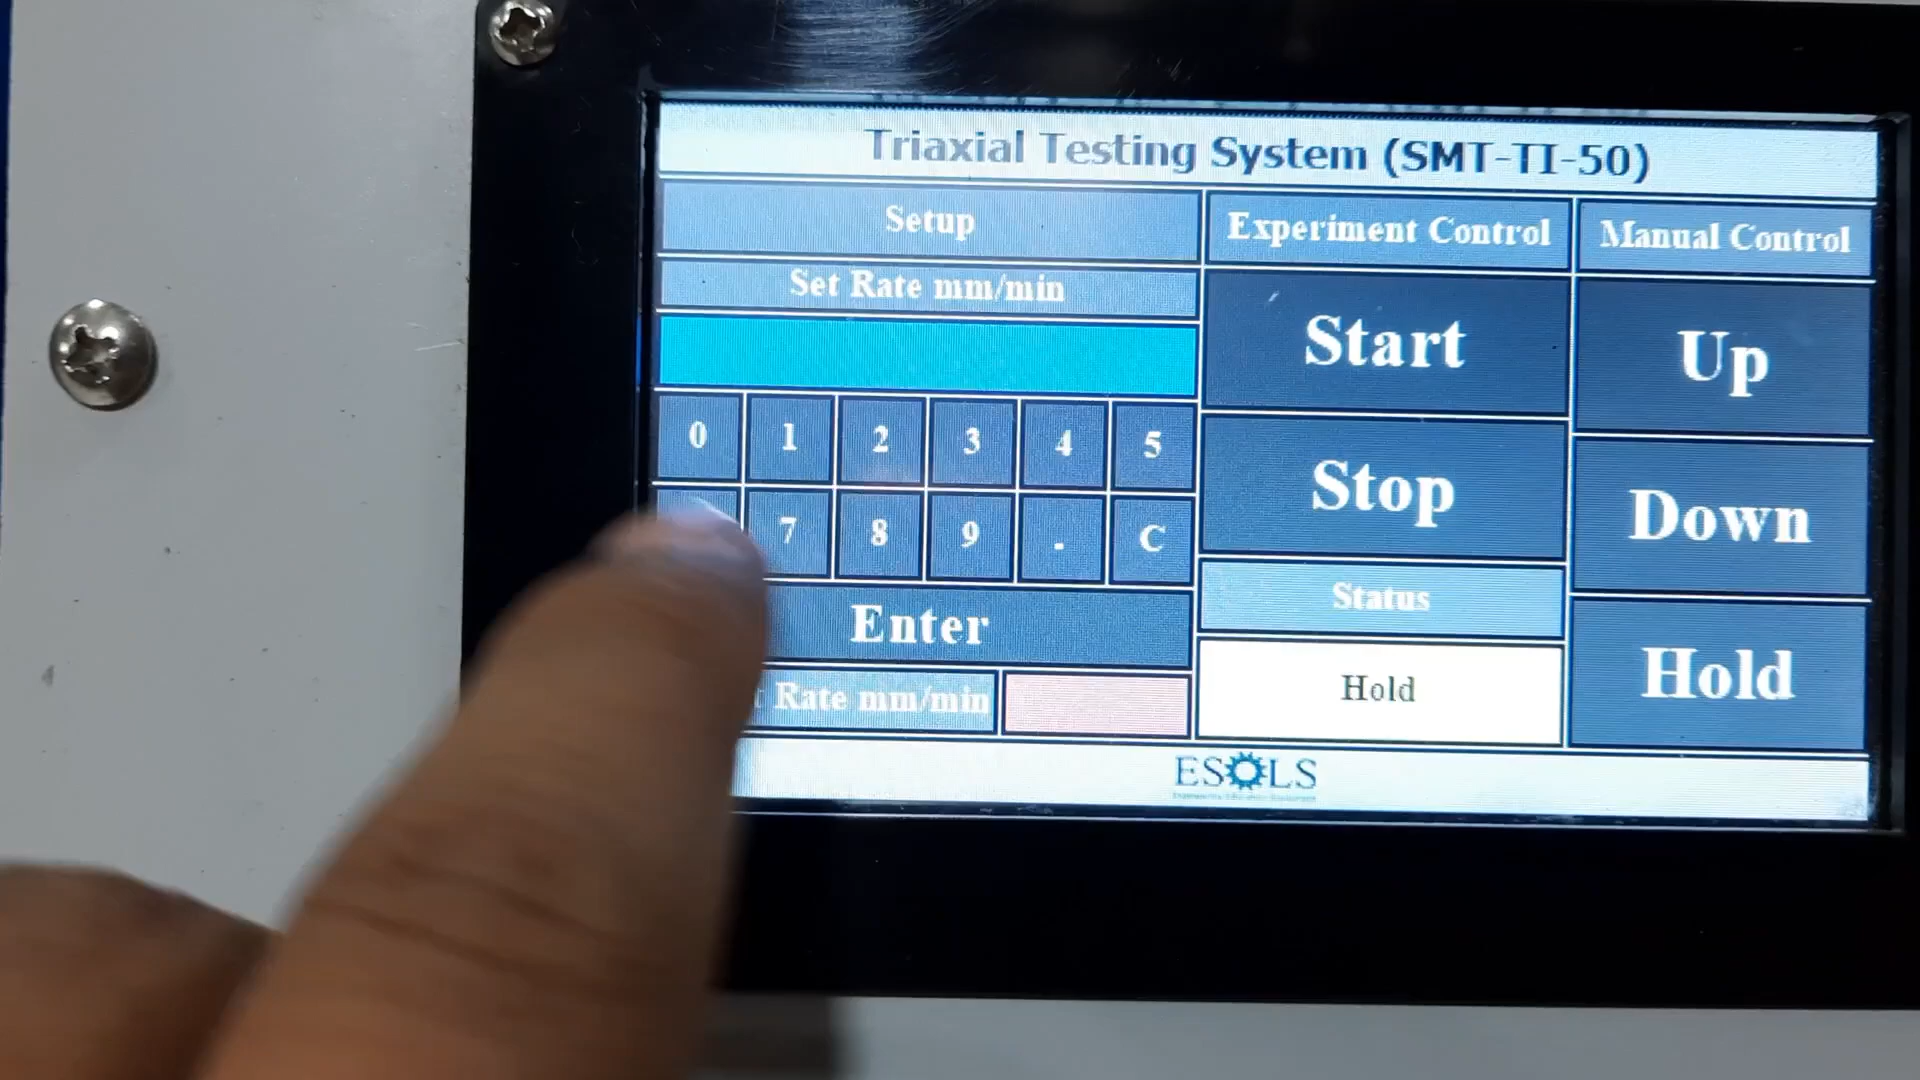 Triaxial Testing System (SMT-TI-50)
Setup
Experiment Control
Manual Control
Set Rate mm/min
Start
Up
0 1 2 3 4 5
Stop
Down
7 8 9 . C
Enter
Status
Hold
Hold
Rate mm/min
ESOLS